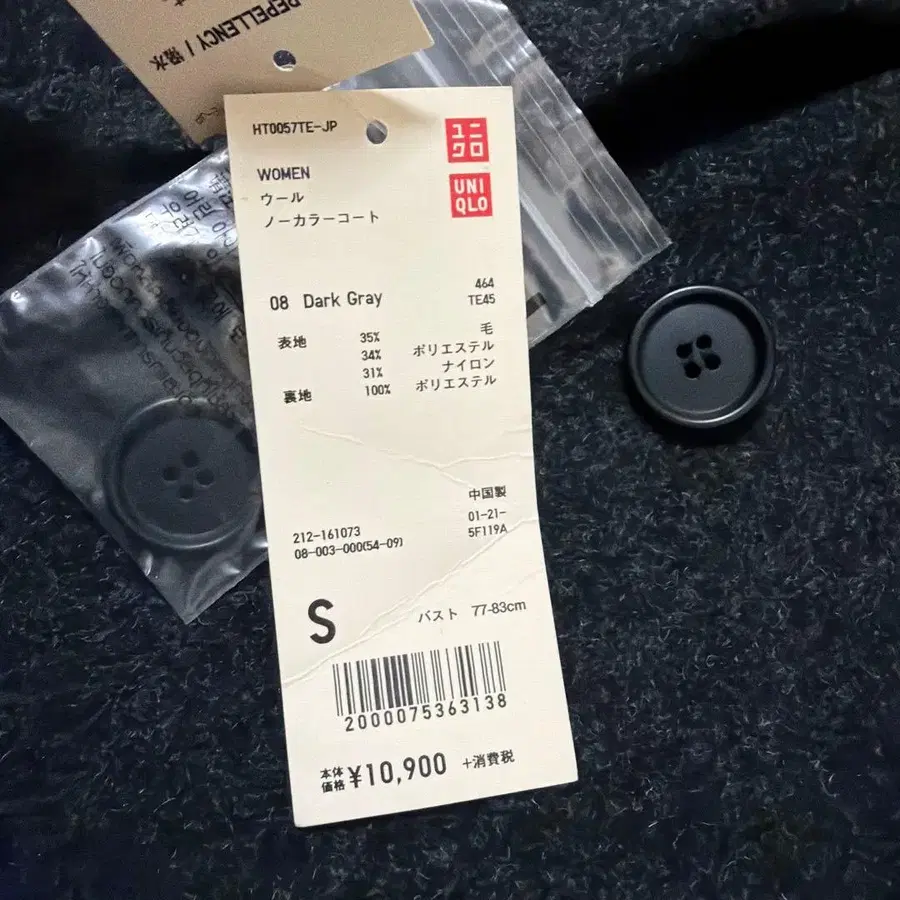 REPELLENCY / 撥水
HT0057TE-JP
ユニ
クロ
UNI
QLO
WOMEN
ウール
ノーカラーコート
08 Dark Gray
464
TE45
表地 35% 毛
34% ポリエステル
31% ナイロン
裏地 100% ポリエステル
中国製
212-161073
01-21-
08-003-000(54-09)
5F119A
S
バスト 77-83cm
2000075363138
本体
価格 ¥10,900 +消費税